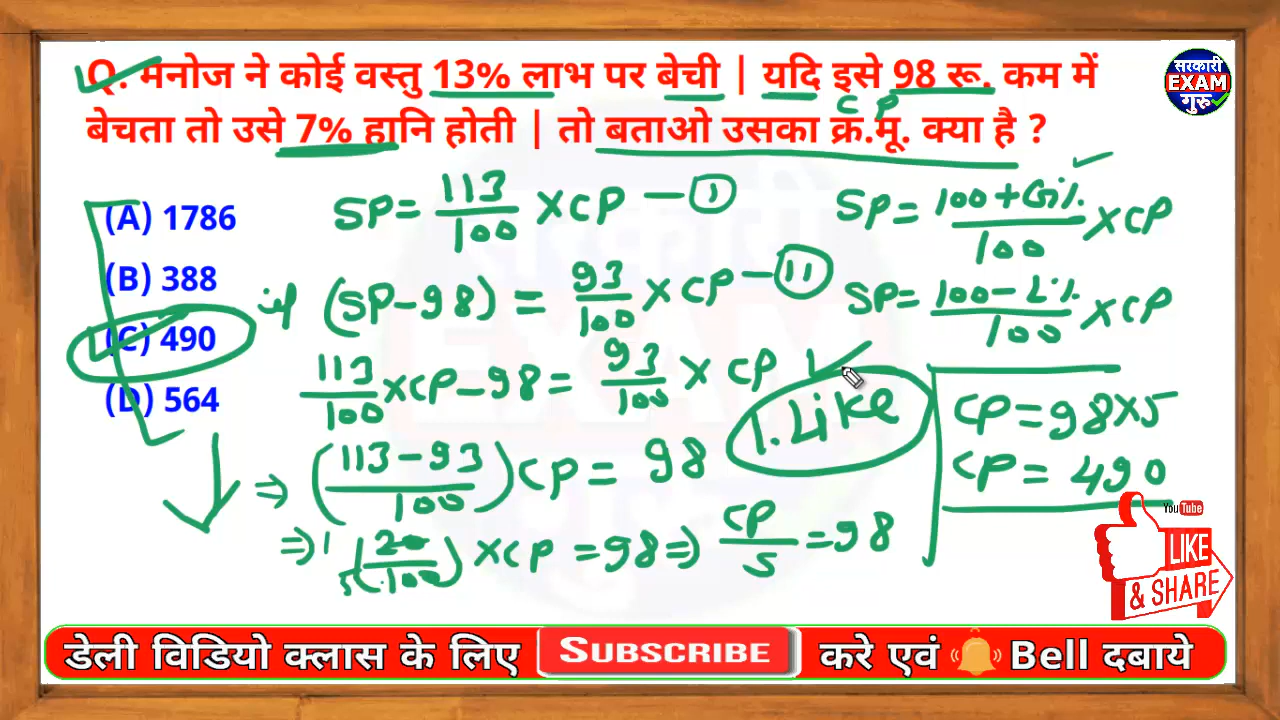 Q. मनोज ने कोई वस्तु 13% लाभ पर बेची | यदि इसे 98 रू. कम में
C P
बेचता तो उसे 7% हानि होती | तो बताओ उसका क्र.मू. क्या है ?
सरकारी
EXAM
गुरु
(A) 1786
(B) 388
(C) 490
(D) 564
SP = 113/100 × CP — (1)
if (SP-98) = 93/100 × CP — (11)
113/100 × CP - 98 = 93/100 × CP
⇒ (113-93/100) CP = 98
⇒ 1/5 (20/100) × CP = 98 ⇒ CP/5 = 98
SP = 100+G%/100 × CP
SP = 100-L%/100 × CP
1. Like
CP = 98×5
CP = 490
YouTube
LIKE
& SHARE
डेली विडियो क्लास के लिए SUBSCRIBE करे एवं Bell दबाये